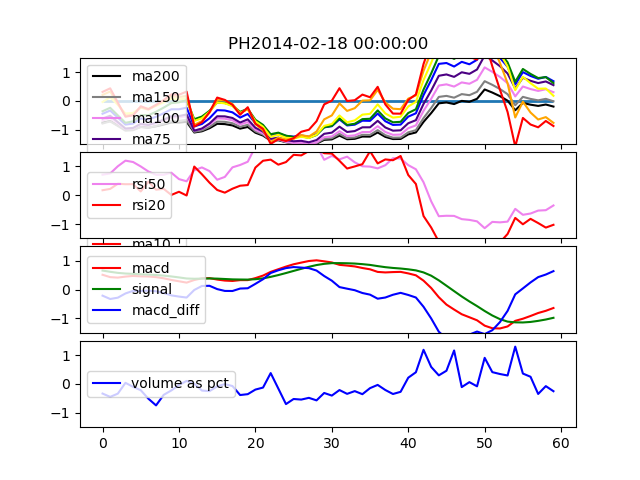 PH2014-02-18 00:00:00
1
0
−1
ma200
ma150
ma100
ma75
1
0
−1
rsi50
rsi20
ma10
1
0
−1
macd
signal
macd_diff
1
0
−1
volume as pct
0 10 20 30 40 50 60